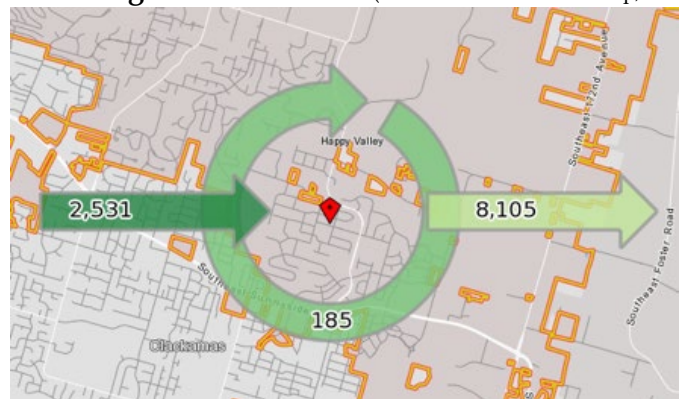 Southeast 172nd Avenue
Happy Valley
2,531
8,105
Southeast Foster Road
185
Clackamas